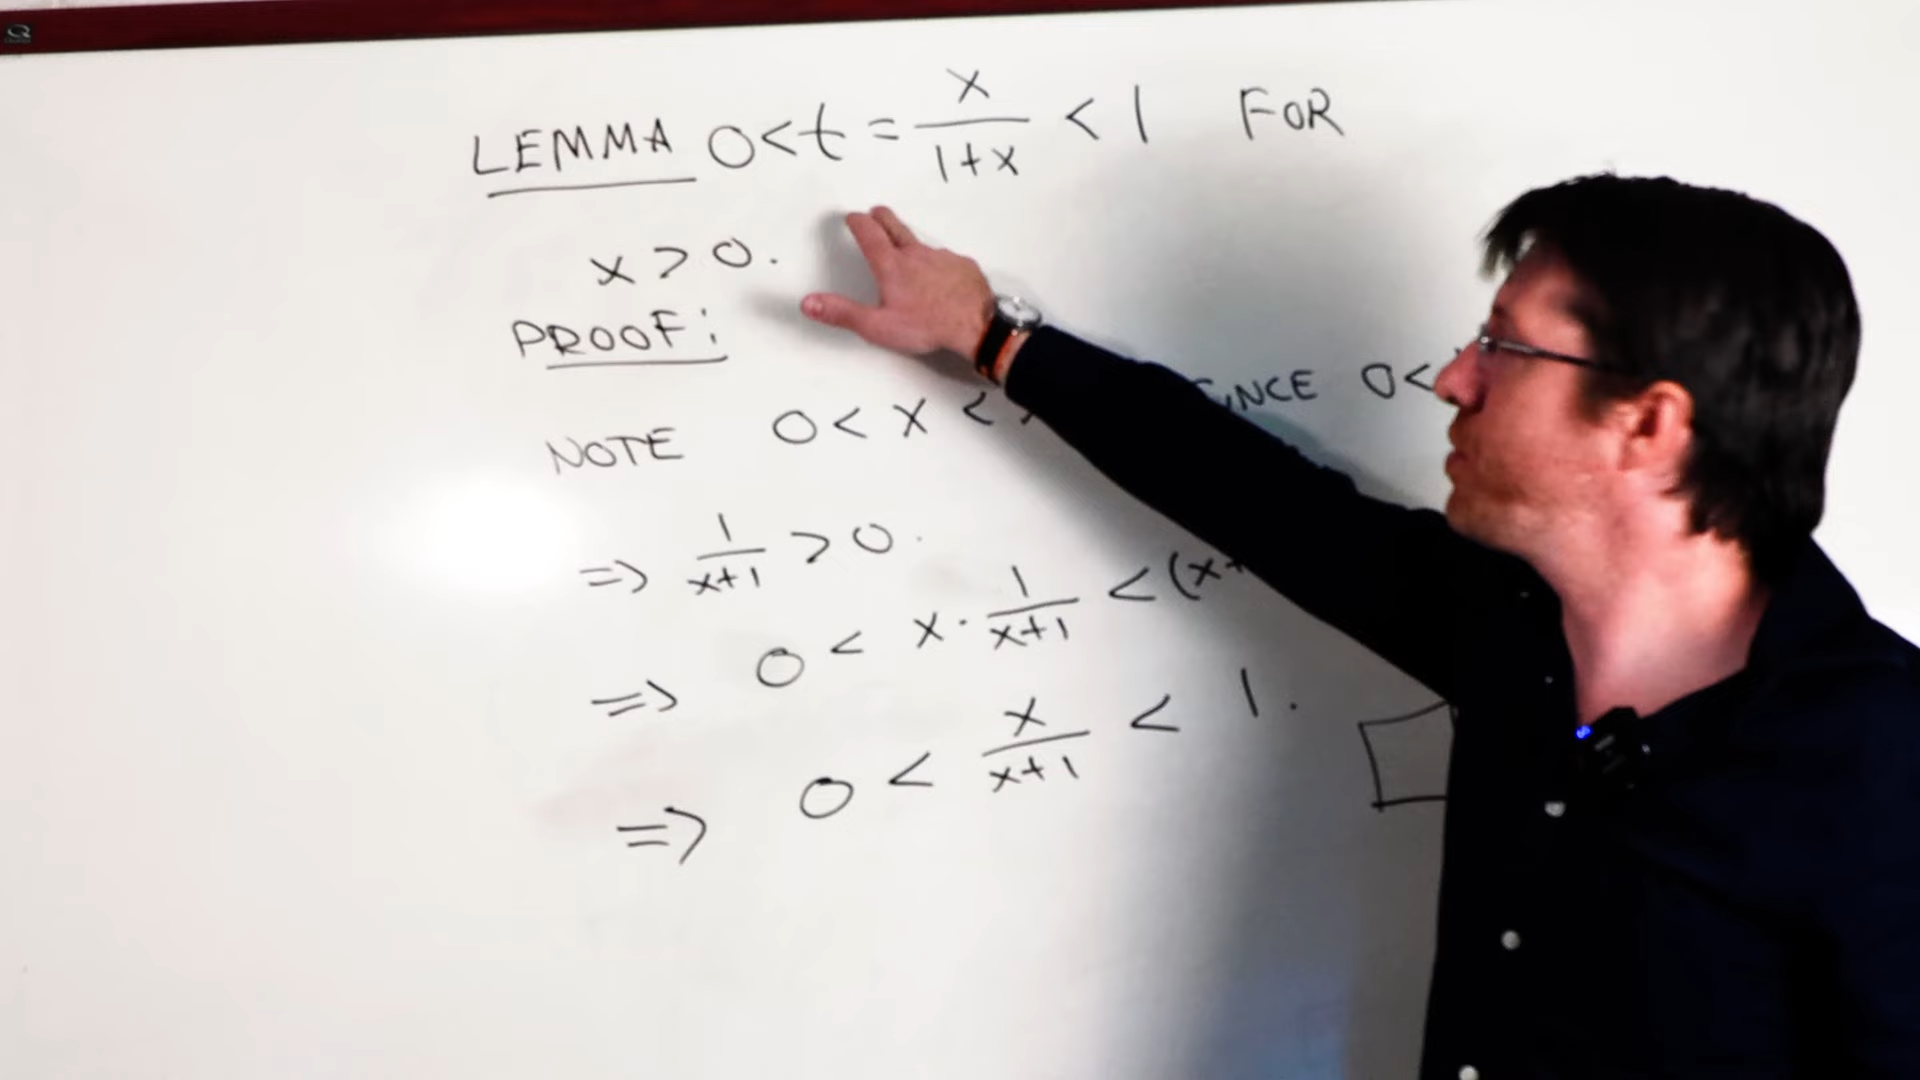 LEMMA 0 < t = x/(1+x) < 1 FOR
x > 0.
PROOF:
NOTE 0 < x < 0 <
=> 1/(x+1) > 0.
=> 0 < x · 1/(x+1) < (x+
=> 0 < x/(x+1) < 1.